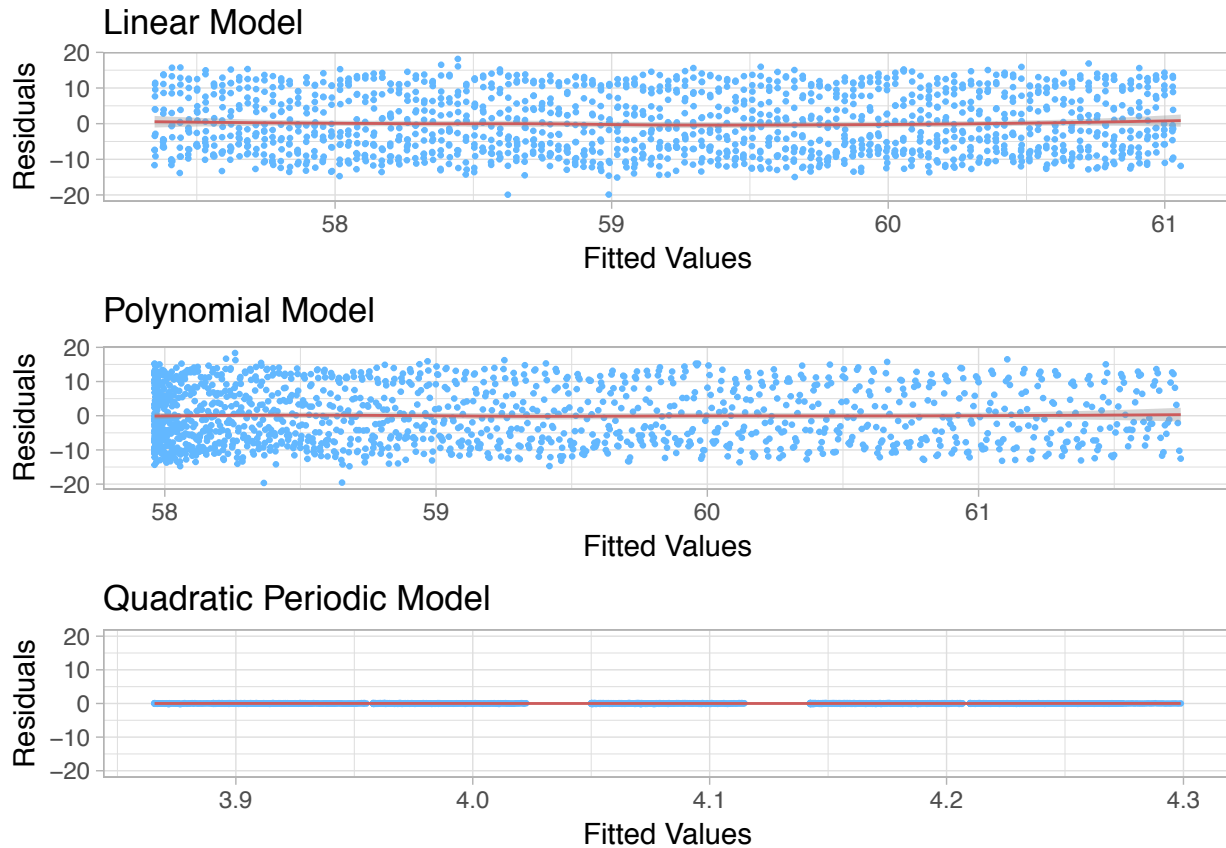 Linear Model
20
10
0
−10
−20
Residuals
58 59 60 61
Fitted Values
Polynomial Model
20
10
0
−10
−20
Residuals
58 59 60 61
Fitted Values
Quadratic Periodic Model
20
10
0
−10
−20
Residuals
3.9 4.0 4.1 4.2 4.3
Fitted Values